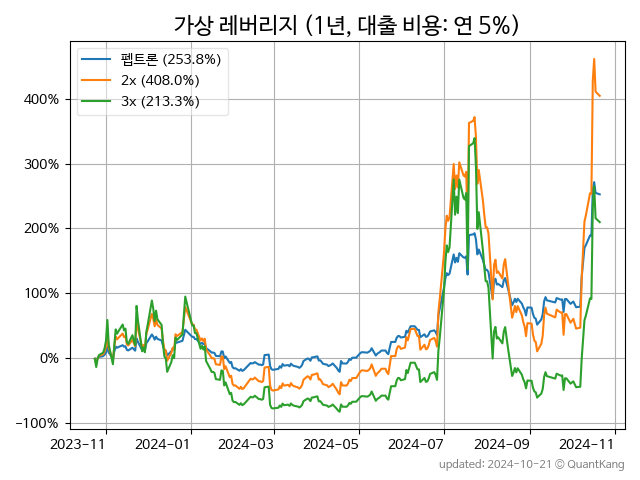 가상 레버리지 (1년, 대출 비용: 연 5%)
펩트론 (253.8%)
2x (408.0%)
3x (213.3%)
400%
300%
200%
100%
0%
−100%
2023-11
2024-01
2024-03
2024-05
2024-07
2024-09
2024-11
updated: 2024-10-21 © QuantKang